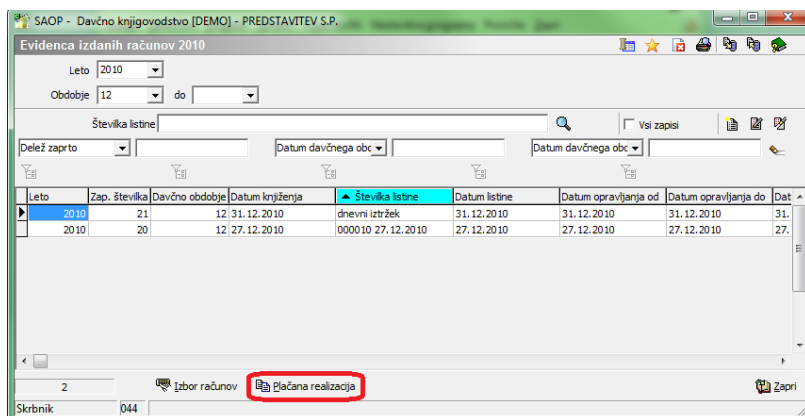 SAOP - Davčno knjigovodstvo [DEMO] - PREDSTAVITEV S.P.
Evidenca izdanih računov 2010
Leto 2010
Obdobje 12 do
Številka listine Vsi zapisi
Delež zaprto Datum davčnega obc Datum davčnega obc
Leto Zap. številka Davčno obdobje Datum knjiženja Številka listine Datum listine Datum opravljanja od Datum opravljanja do Dat
2010 21 12 31.12.2010 dnevni iztržek 31.12.2010 31.12.2010 31.12.2010 31.
2010 20 12 27.12.2010 000010 27.12.2010 27.12.2010 27.12.2010 27.12.2010 27.
2 Izbor računov Plačana realizacija Zapri
Skrbnik 044